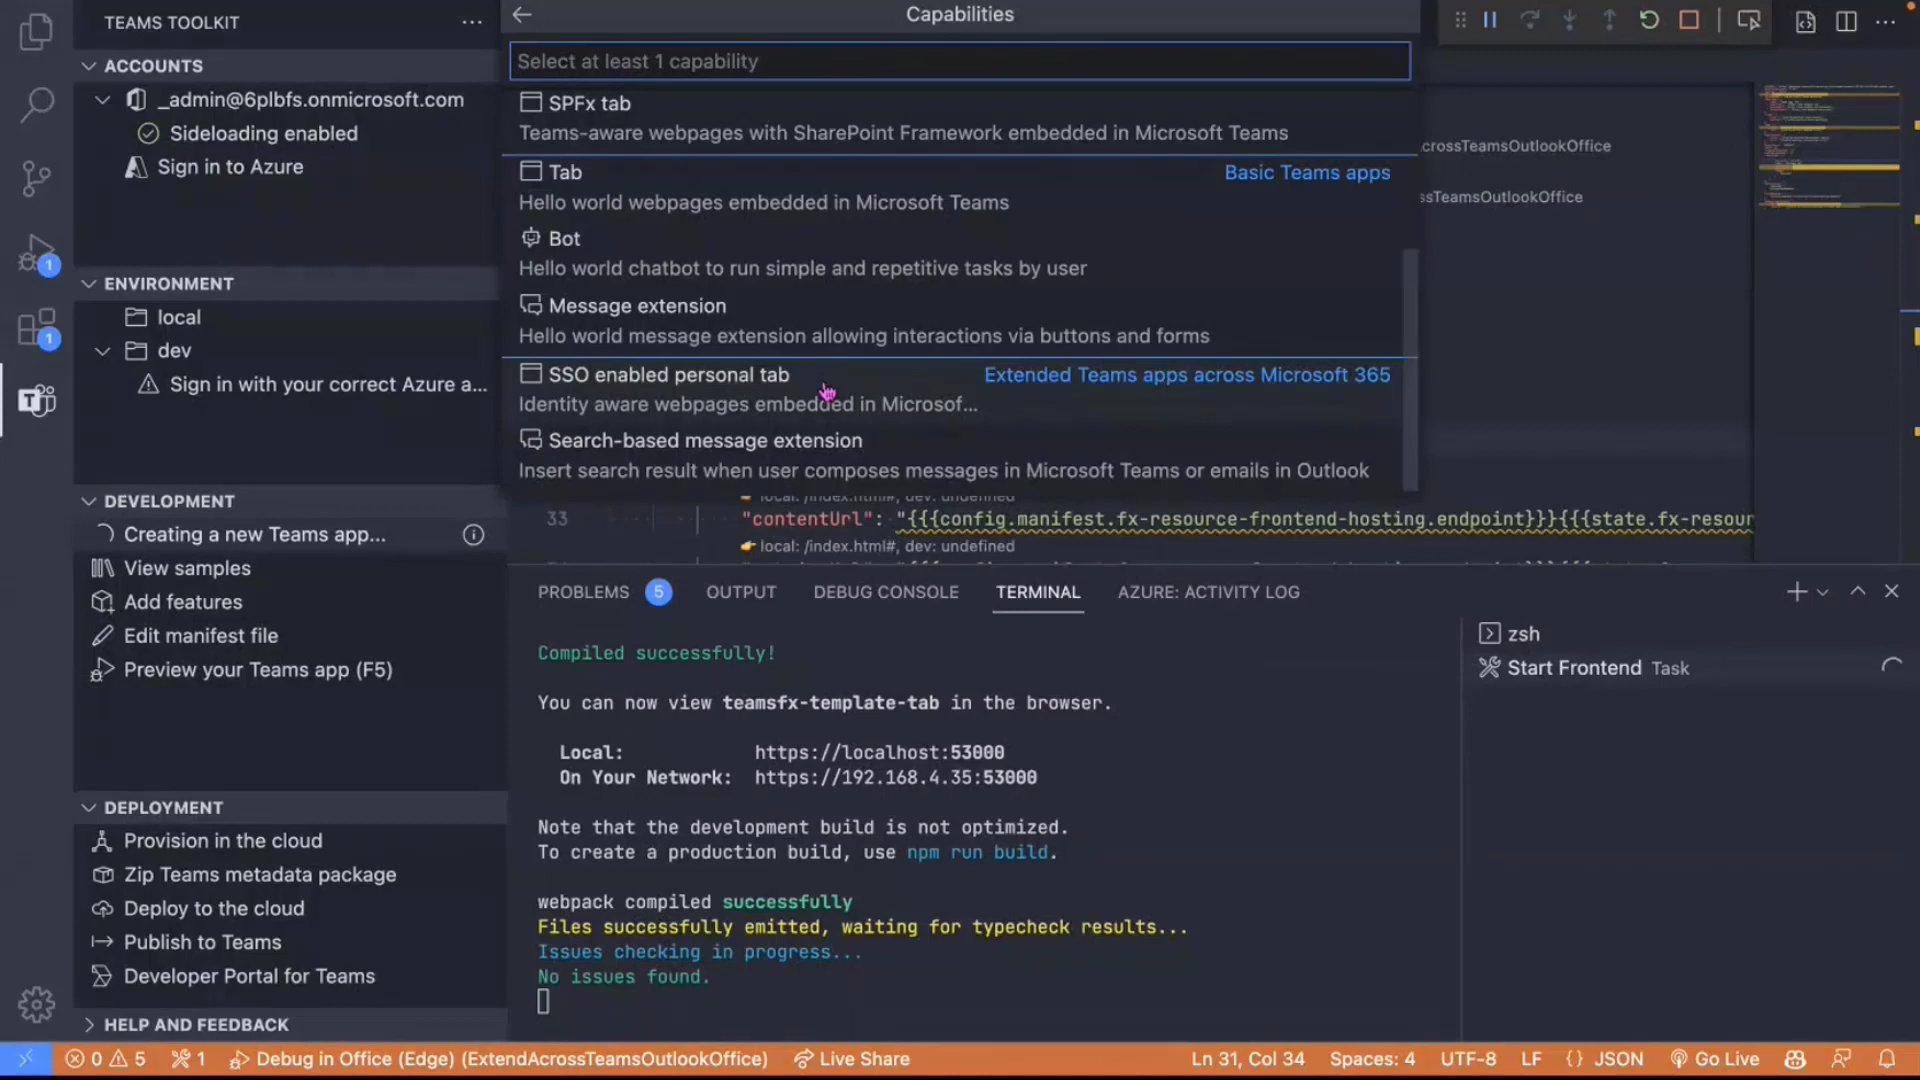 TEAMS TOOLKIT
ACCOUNTS
_admin@6plbfs.onmicrosoft.com
Sideloading enabled
Sign in to Azure
ENVIRONMENT
local
dev
Sign in with your correct Azure a...
DEVELOPMENT
Creating a new Teams app...
View samples
Add features
Edit manifest file
Preview your Teams app (F5)
DEPLOYMENT
Provision in the cloud
Zip Teams metadata package
Deploy to the cloud
Publish to Teams
Developer Portal for Teams
HELP AND FEEDBACK
1
1
Capabilities
Select at least 1 capability
SPFx tab
Teams-aware webpages with SharePoint Framework embedded in Microsoft Teams
Tab Basic Teams apps
Hello world webpages embedded in Microsoft Teams
Bot
Hello world chatbot to run simple and repetitive tasks by user
Message extension
Hello world message extension allowing interactions via buttons and forms
SSO enabled personal tab Extended Teams apps across Microsoft 365
Identity aware webpages embedded in Microsof...
Search-based message extension
Insert search result when user composes messages in Microsoft Teams or emails in Outlook
crossTeamsOutlookOffice
ssTeamsOutlookOffice
local: /index.html#, dev: undefined
33 "contentUrl": "{{{config.manifest.fx-resource-frontend-hosting.endpoint}}}{{{state.fx-resour
local: /index.html#, dev: undefined
PROBLEMS 5 OUTPUT DEBUG CONSOLE TERMINAL AZURE: ACTIVITY LOG
Compiled successfully!
You can now view teamsfx-template-tab in the browser.
Local: https://localhost:53000
On Your Network: https://192.168.4.35:53000
Note that the development build is not optimized.
To create a production build, use npm run build.
webpack compiled successfully
Files successfully emitted, waiting for typecheck results...
Issues checking in progress...
No issues found.
zsh
Start Frontend Task
0 5 1 Debug in Office (Edge) (ExtendAcrossTeamsOutlookOffice) Live Share Ln 31, Col 34 Spaces: 4 UTF-8 LF {} JSON Go Live